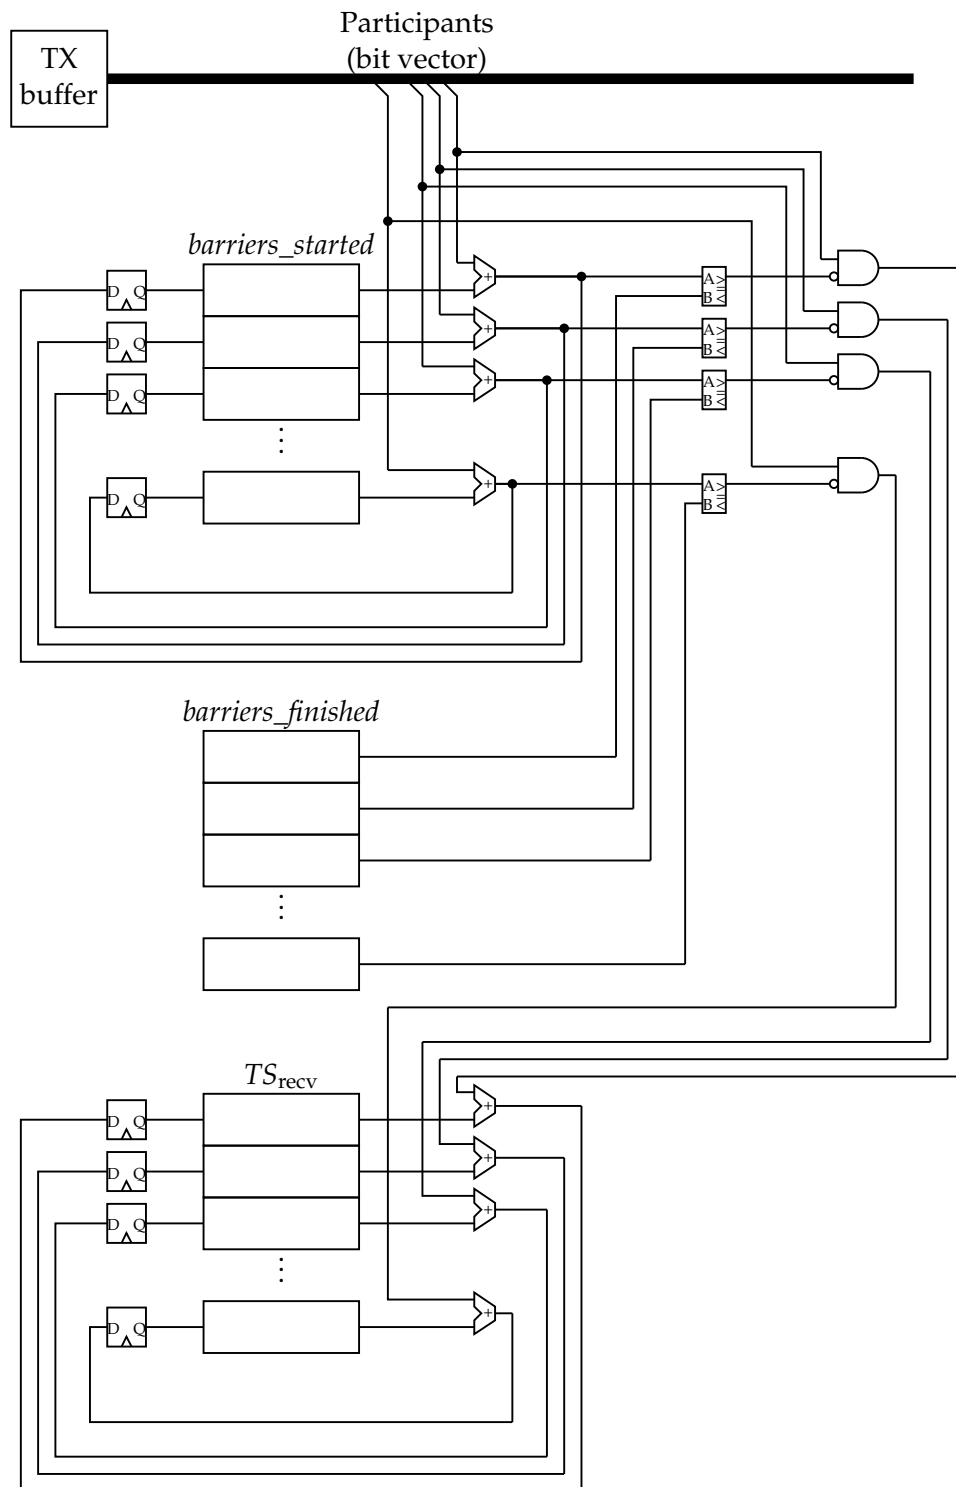 TX
buffer
Participants
(bit vector)
barriers_started
D Q
+
A >
=
B <
D Q
+
A >
=
B <
D Q
+
A >
=
B <
⋮
D Q
+
A >
=
B <
barriers_finished
⋮
TSrecv
D Q
+
D Q
+
D Q
+
⋮
D Q
+